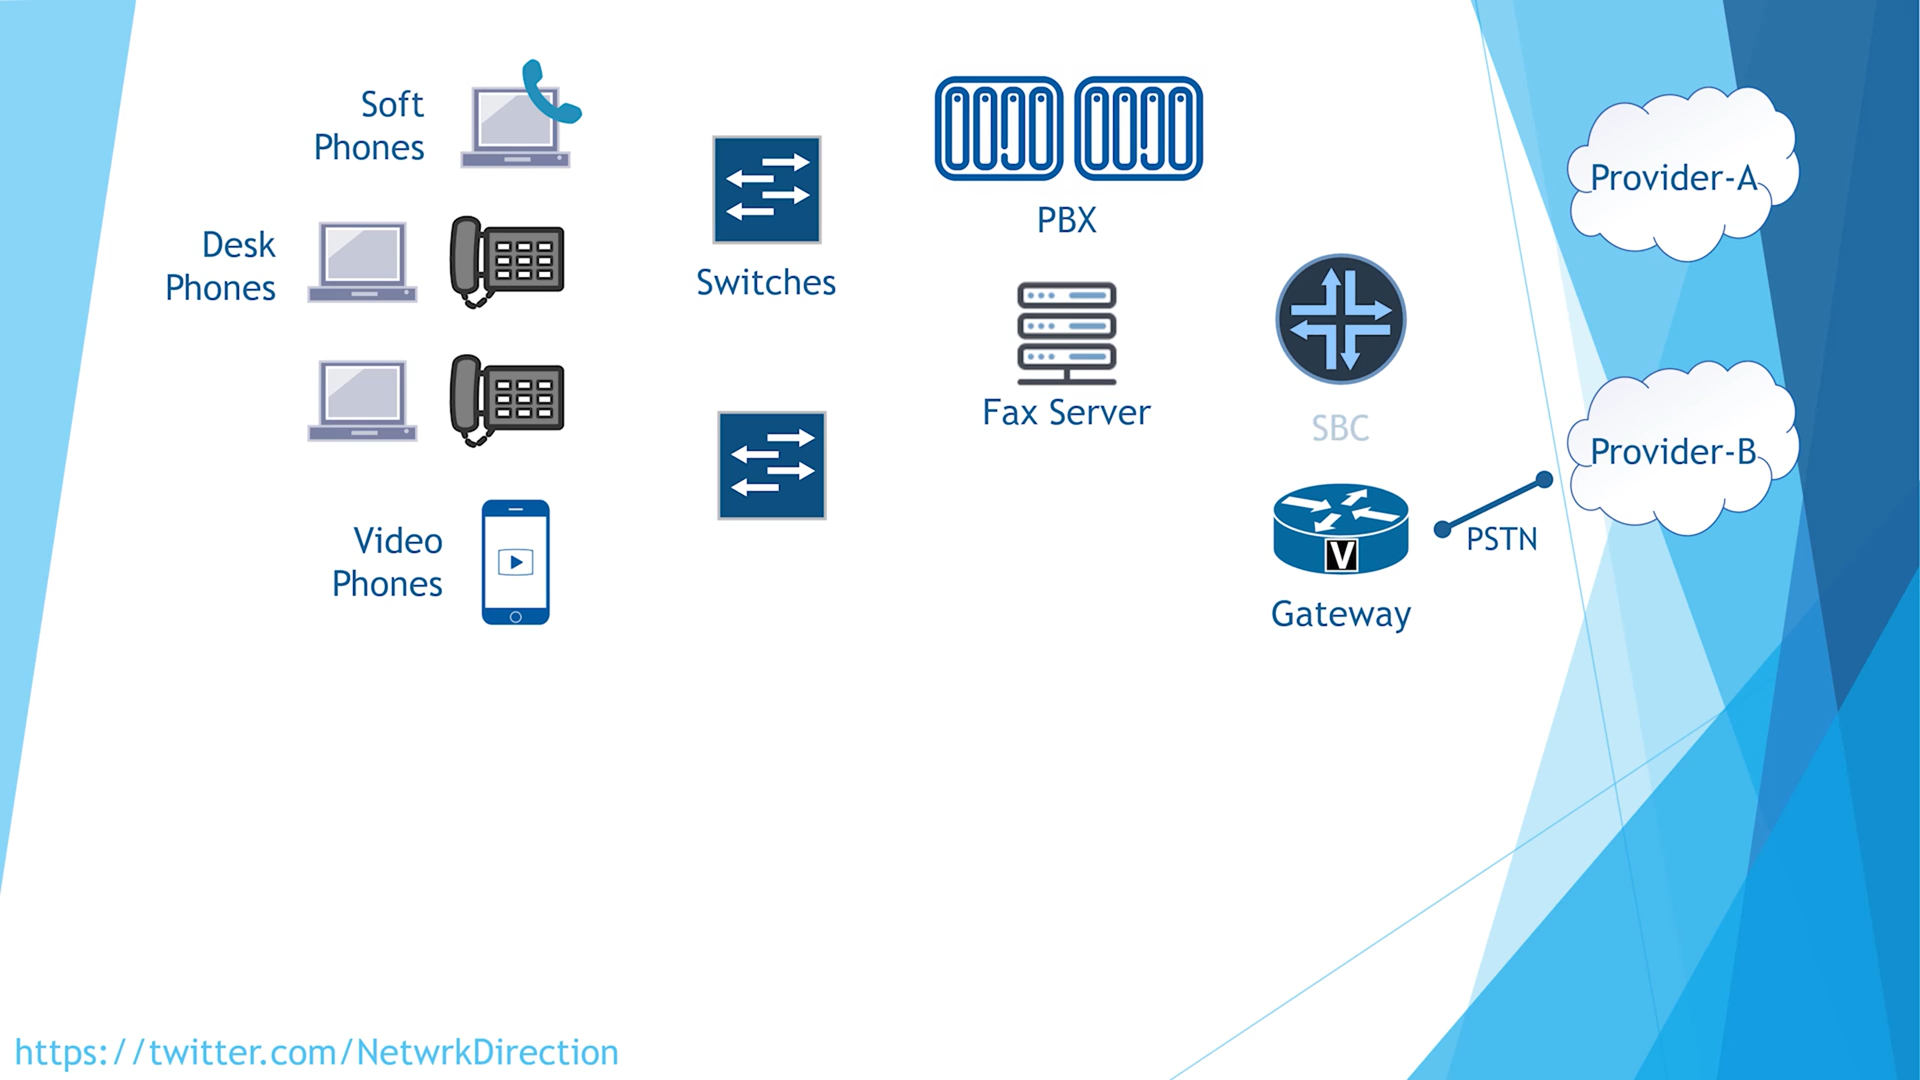 Soft
Phones
Desk
Phones
Video
Phones
Switches
PBX
Fax Server
SBC
V
Gateway
PSTN
Provider-A
Provider-B
https://twitter.com/NetwrkDirection